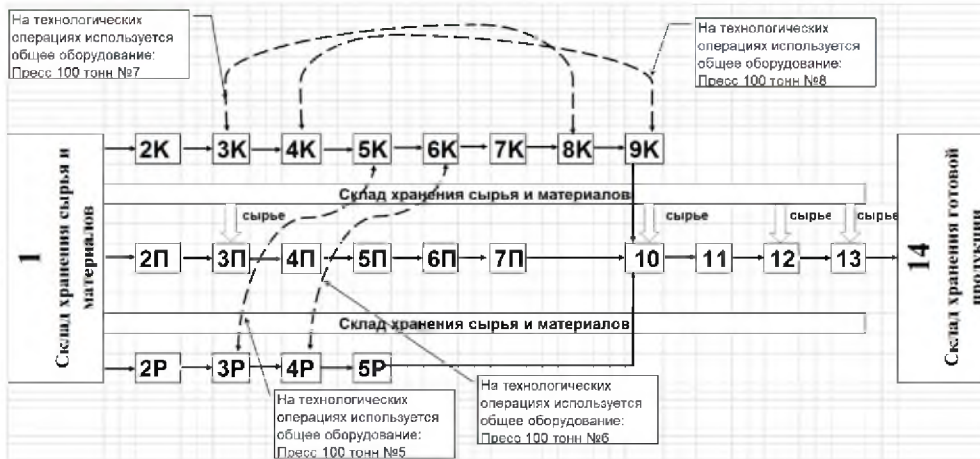 На технологических
операциях используется
общее оборудование:
Пресс 100 тонн №7
На технологических
операциях используется
общее оборудование:
Пресс 100 тонн №8
1
Склад хранения сырья и
материалов
2К 3К 4К 5К 6К 7К 8К 9К
Склад хранения сырья и материалов
сырье сырье сырье сырье
2П 3П 4П 5П 6П 7П 10 11 12 13
Склад хранения сырья и материалов
2Р 3Р 4Р 5Р
14
Склад хранения готовой
продукции
На технологических
операциях используется
общее оборудование:
Пресс 100 тонн №5
На технологических
операциях используется
общее оборудование:
Пресс 100 тонн №6